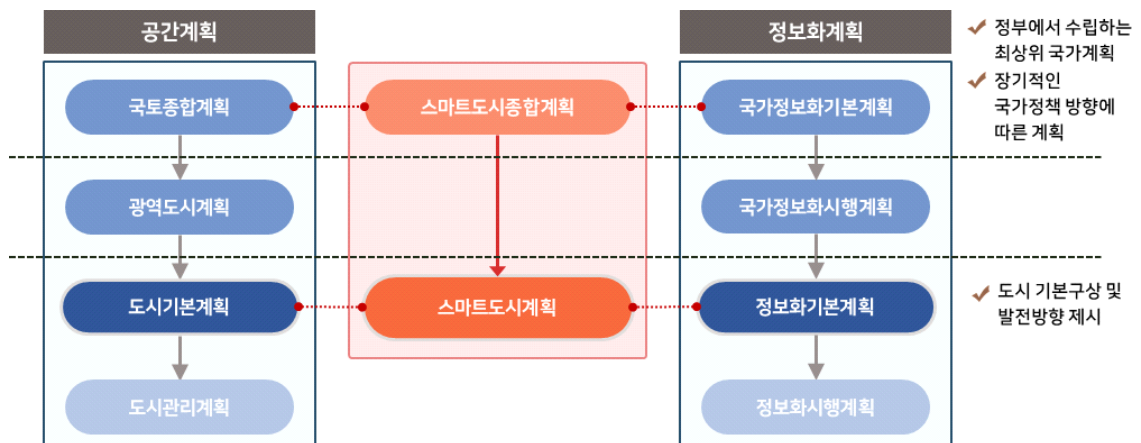 공간계획
정보화계획
정부에서 수립하는
최상위 국가계획
장기적인
국가정책 방향에
따른 계획
국토종합계획
스마트도시종합계획
국가정보화기본계획
광역도시계획
국가정보화시행계획
도시기본계획
스마트도시계획
정보화기본계획
도시 기본구상 및
발전방향 제시
도시관리계획
정보화시행계획